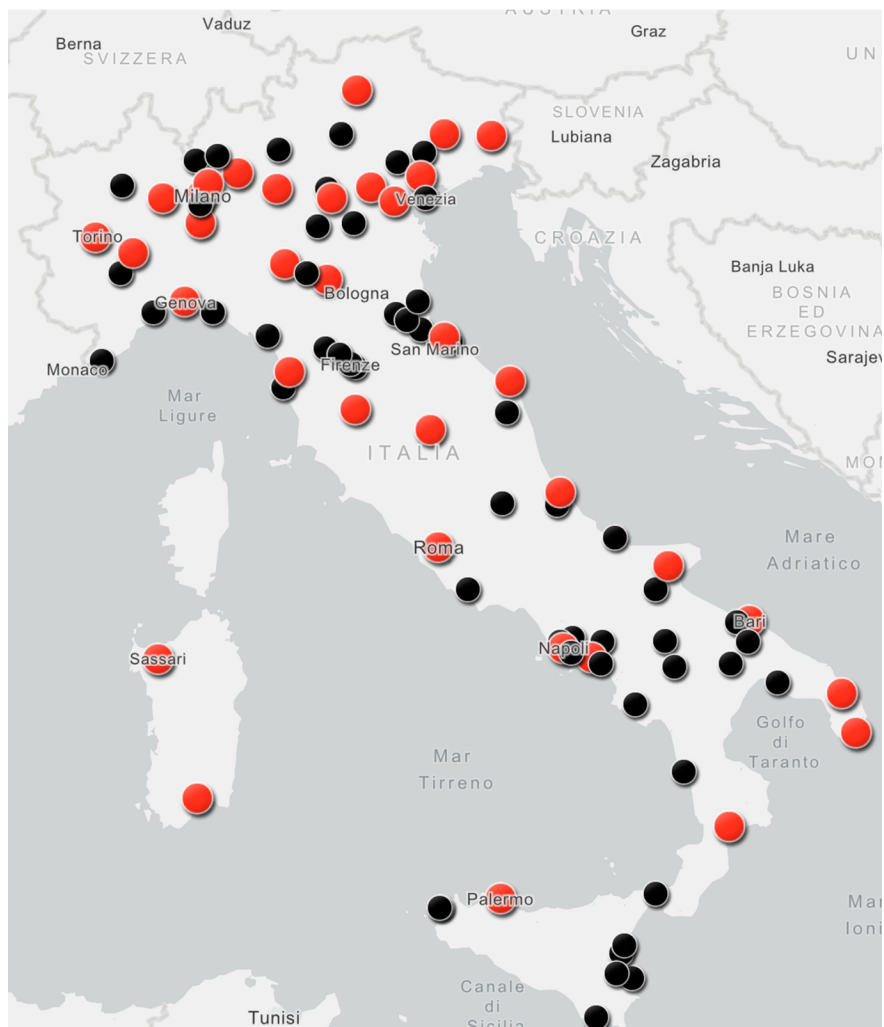 AUSTRIA
Vaduz
Graz
Berna
SVIZZERA
UN
SLOVENIA
Lubiana
Zagabria
Milano
Venezia
Torino
CROAZIA
Banja Luka
Bologna
BOSNIA
ED
ERZEGOVINA
Genova
San Marino
Sarajev
Firenze
Monaco
Mar
Ligure
ITALIA
MON
Mare
Adriatico
Roma
Bari
Napoli
Sassari
Golfo
di
Taranto
Mar
Tirreno
Palermo
Mar
Ioni
Canale
di
Sicilia
Tunisi